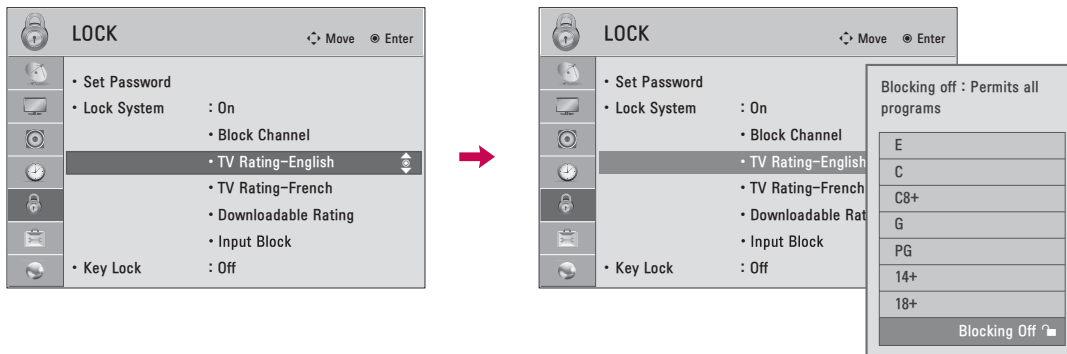 LOCK
Move Enter
• Set Password
• Lock System : On
• Block Channel
• TV Rating-English
• TV Rating-French
• Downloadable Rating
• Input Block
• Key Lock : Off
LOCK
Move Enter
• Set Password
• Lock System : On
• Block Channel
• TV Rating-English
• TV Rating-French
• Downloadable Rat
• Input Block
• Key Lock : Off
Blocking off : Permits all
programs
E
C
C8+
G
PG
14+
18+
Blocking Off